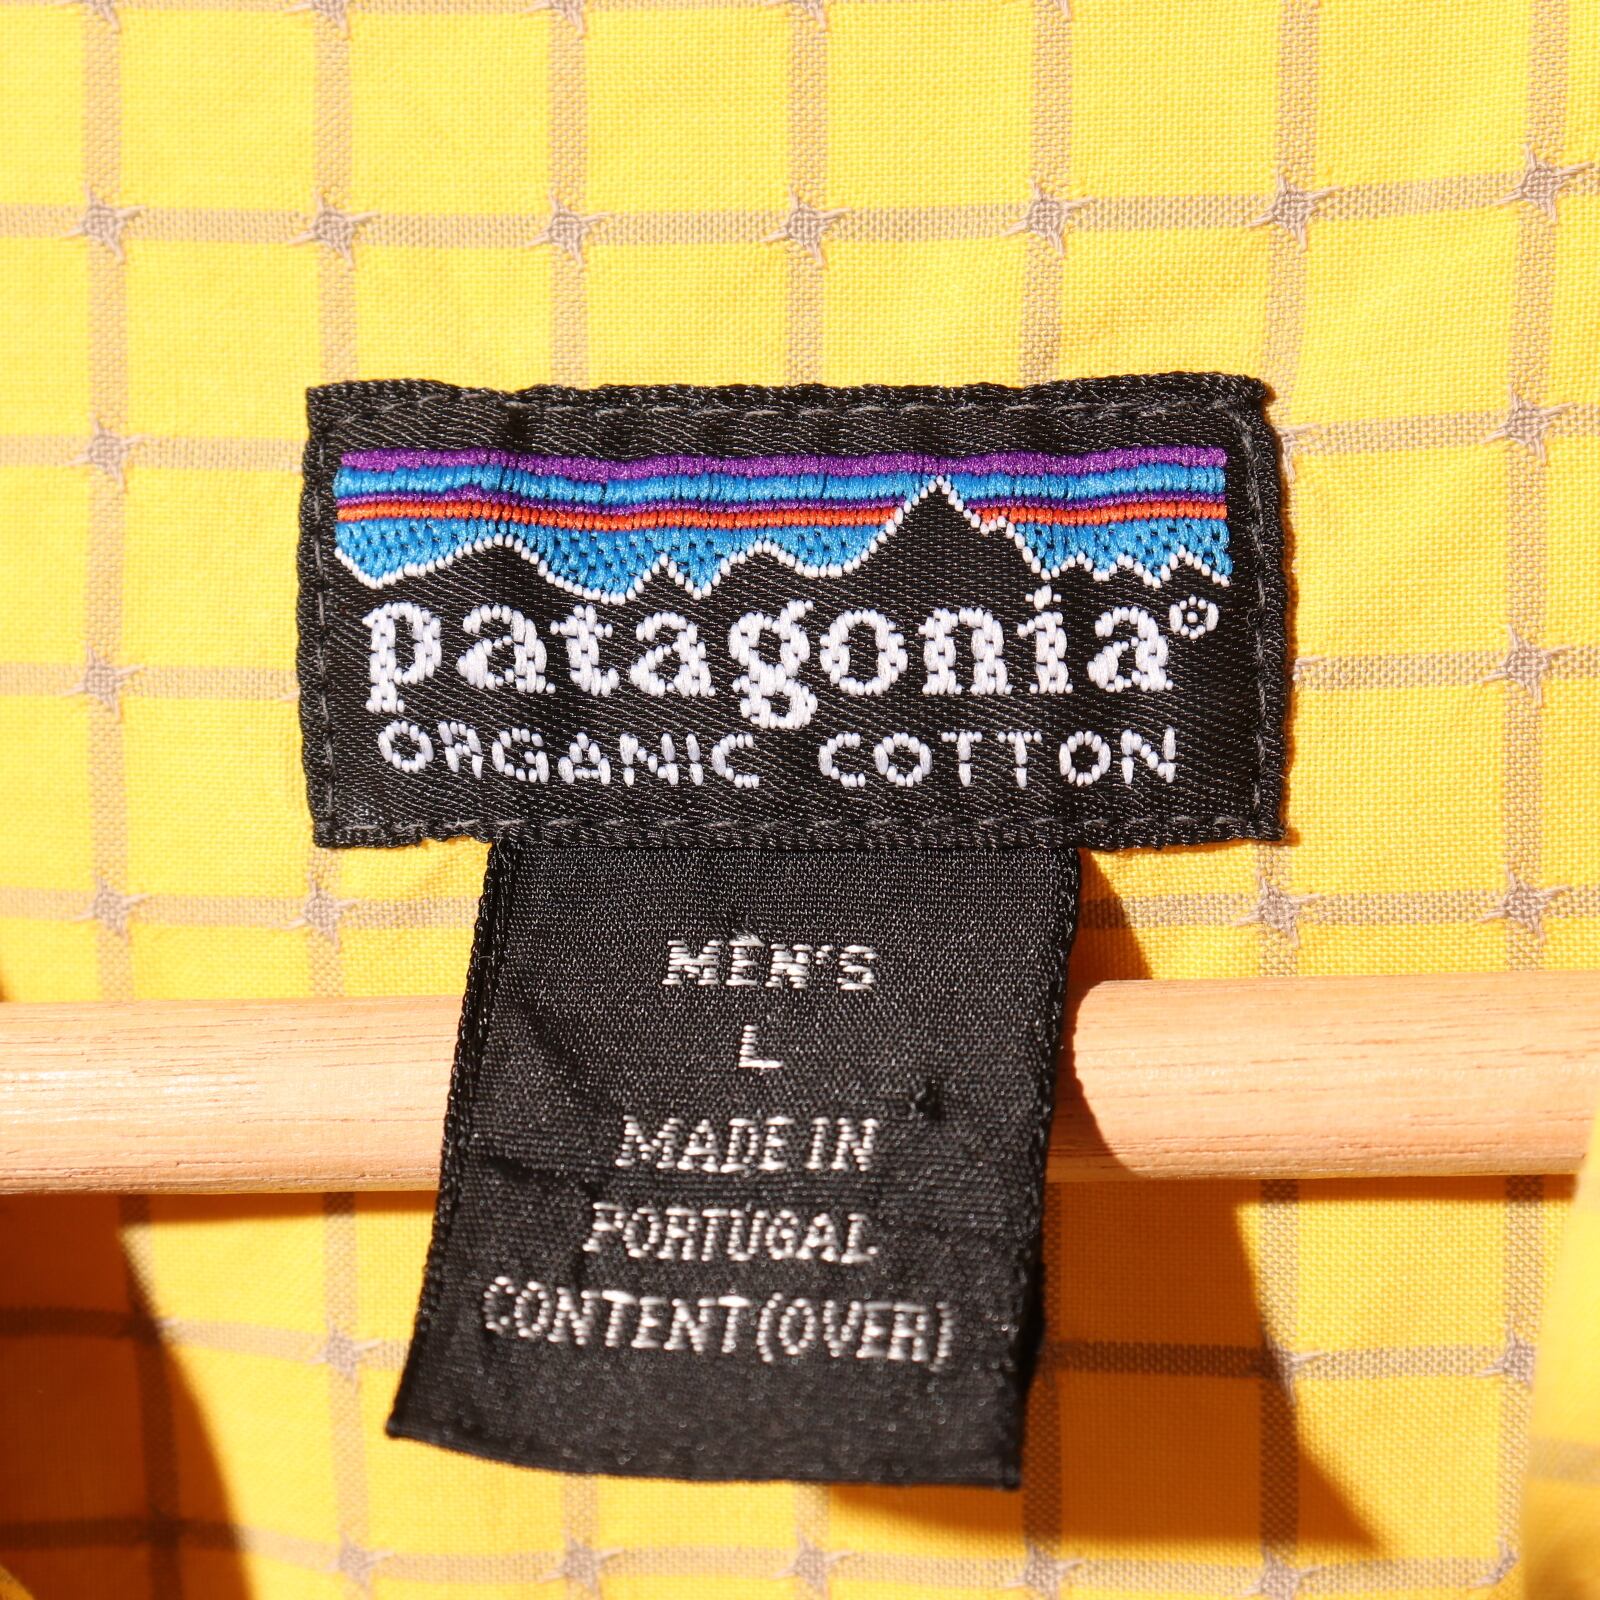 patagonia®
ORGANIC COTTON
MEN'S
L
MADE IN
PORTUGAL
CONTENT(OVER)